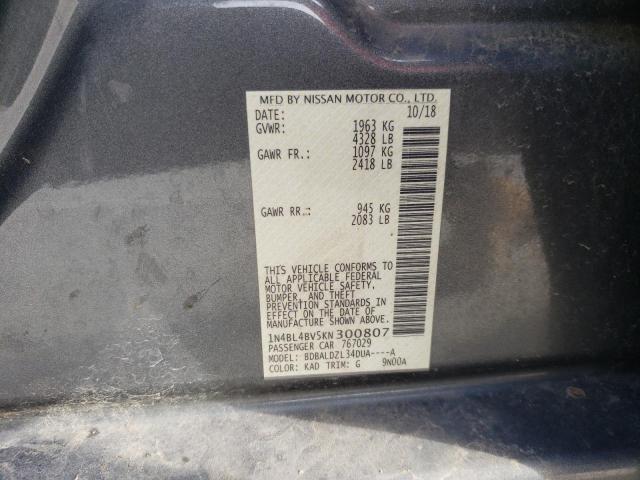 MFD BY NISSAN MOTOR CO., LTD.
DATE: 10/18
GVWR: 1963 KG
4328 LB
GAWR FR.: 1097 KG
2418 LB
GAWR RR.: 945 KG
2083 LB
THIS VEHICLE CONFORMS TO
ALL APPLICABLE FEDERAL
MOTOR VEHICLE SAFETY,
BUMPER, AND THEFT
PREVENTION STANDARDS IN
EFFECT ON THE DATE OF
MANUFACTURE SHOWN ABOVE.
1N4BL4BV5KN300807
PASSENGER CAR 767029
MODEL: BDBALDZL34DUA----A
COLOR: KAD TRIM: G 9N00A